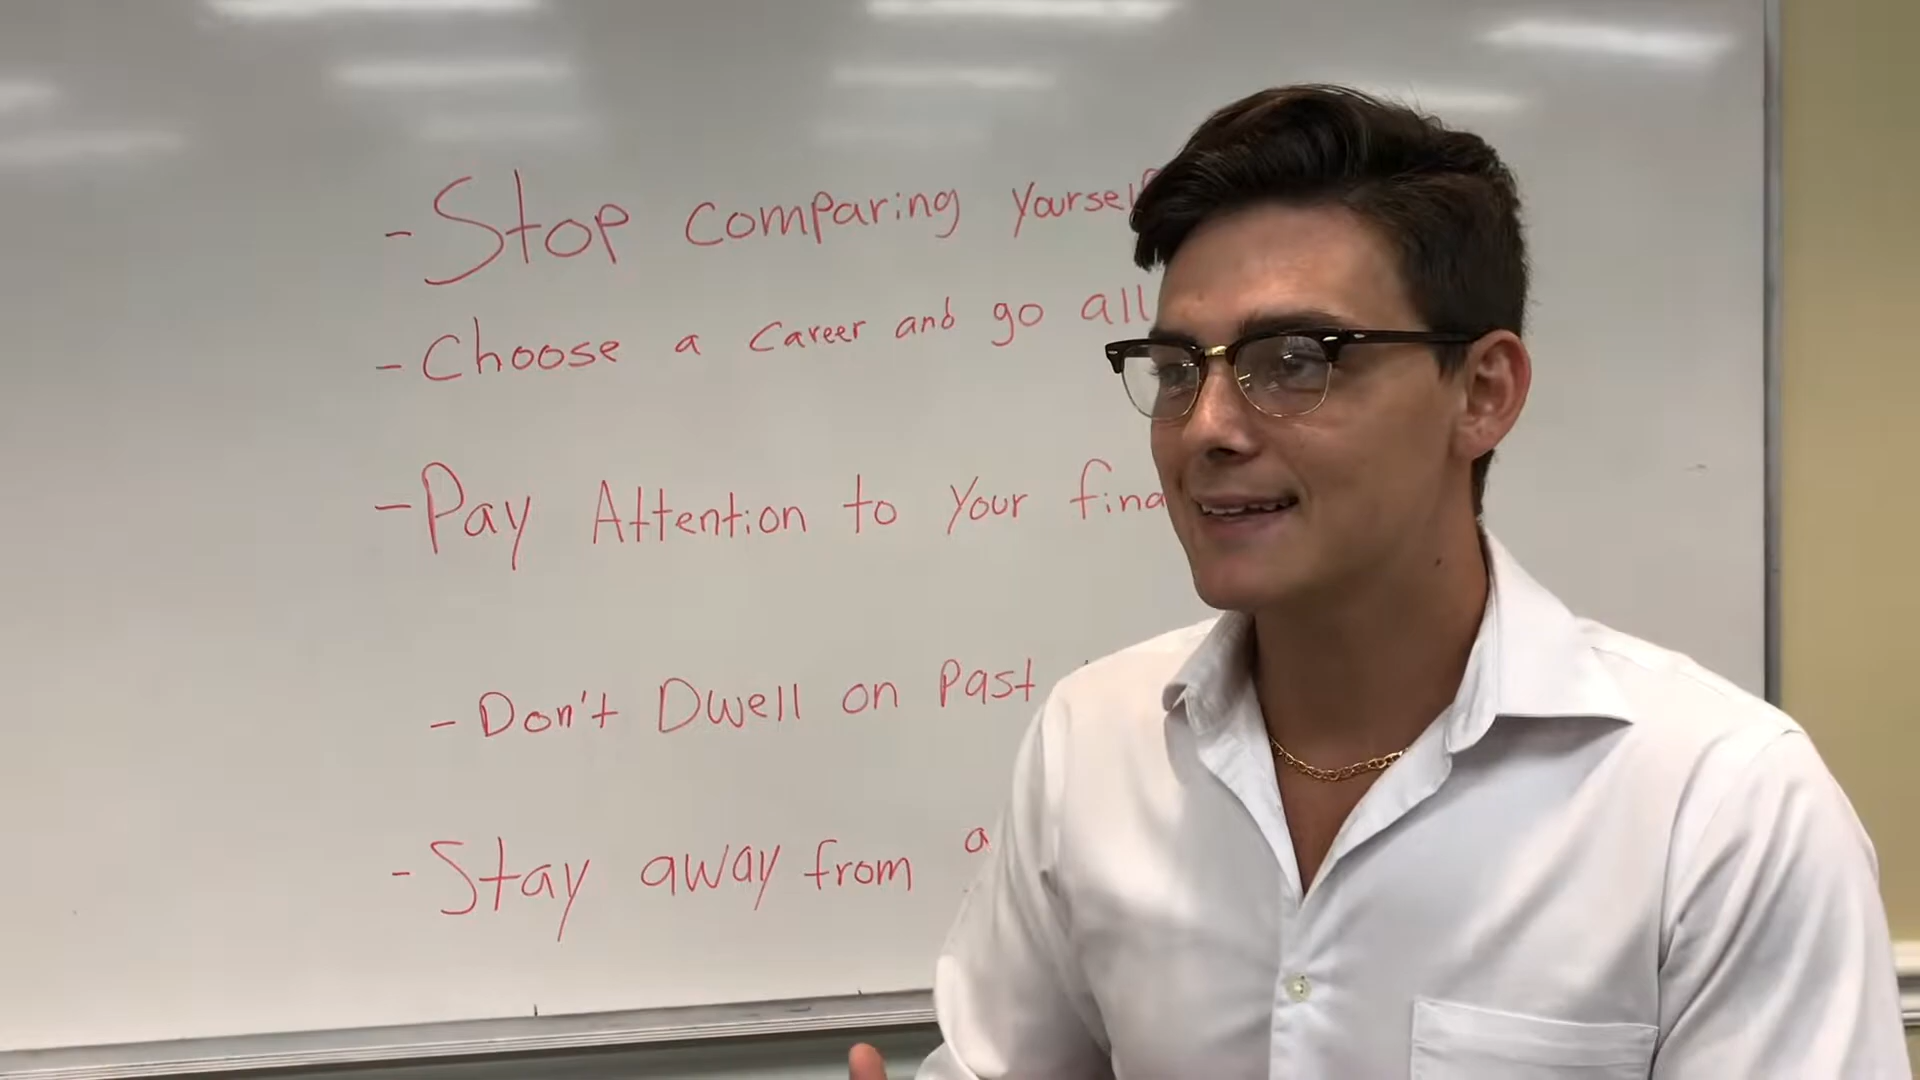 - Stop comparing yourself
- Choose a career and go all
- Pay Attention to your fina
- Don't Dwell on Past
- Stay away from a